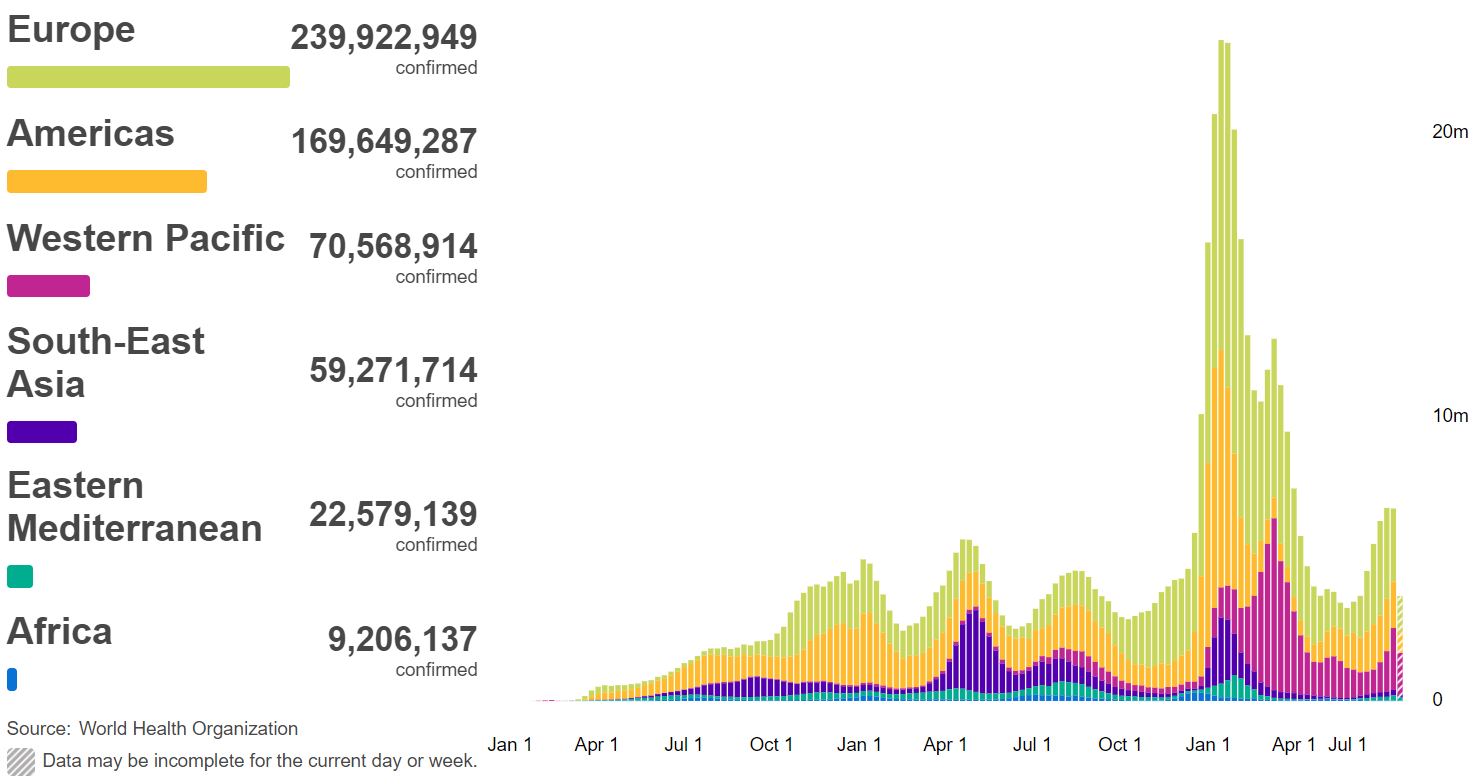 Europe
239,922,949
confirmed
Americas
169,649,287
confirmed
Western Pacific
70,568,914
confirmed
South-East
Asia
59,271,714
confirmed
Eastern
Mediterranean
22,579,139
confirmed
Africa
9,206,137
confirmed
Source: World Health Organization
Data may be incomplete for the current day or week.
20m
10m
0
Jan 1 Apr 1 Jul 1 Oct 1 Jan 1 Apr 1 Jul 1 Oct 1 Jan 1 Apr 1 Jul 1